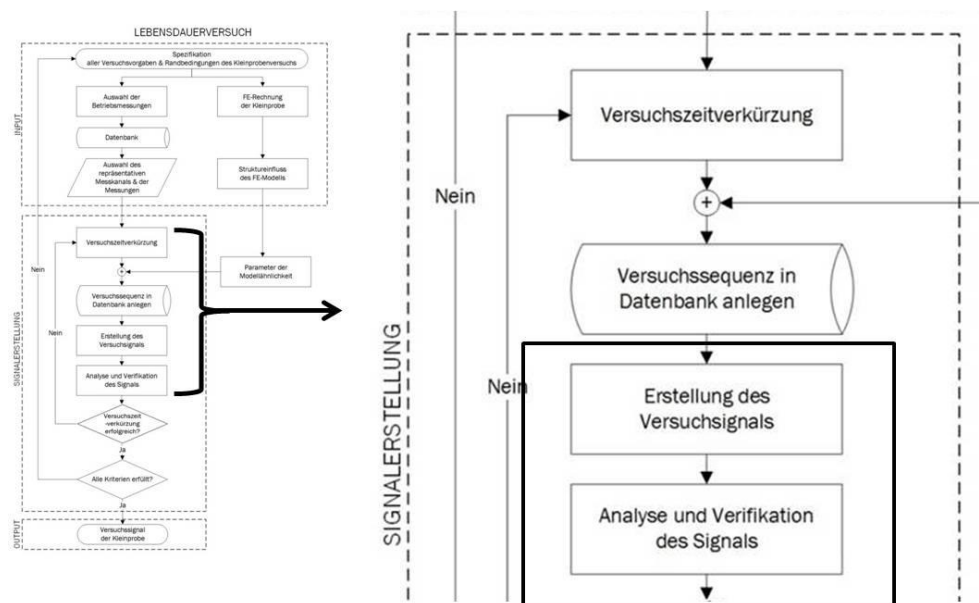 LEBENSDAUERVERSUCH
Spezifikation
aller Versuchsvorgaben & Randbedingungen des Kleinprobenversuchs
Auswahl der
Betriebsmessungen
FE-Rechnung
der Kleinprobe
INPUT
Datenbank
Auswahl des
repräsentativen
Messkanals & der
Messungen
Struktureinfluss
des FE-Modells
Versuchszeitverkürzung
Nein
+
Parameter der
Modellähnlichkeit
Versuchssequenz in
Datenbank anlegen
Nein
SIGNALERSTELLUNG
Erstellung des
Versuchsignals
Analyse und Verifikation
des Signals
Versuchszeit
-verkürzung
erfolgreich?
Ja
Alle Kriterien erfüllt?
Ja
OUTPUT
Versuchssignal
der Kleinprobe
Versuchszeitverkürzung
Nein
+
Versuchssequenz in
Datenbank anlegen
SIGNALERSTELLUNG
Nein
Erstellung des
Versuchsignals
Analyse und Verifikation
des Signals